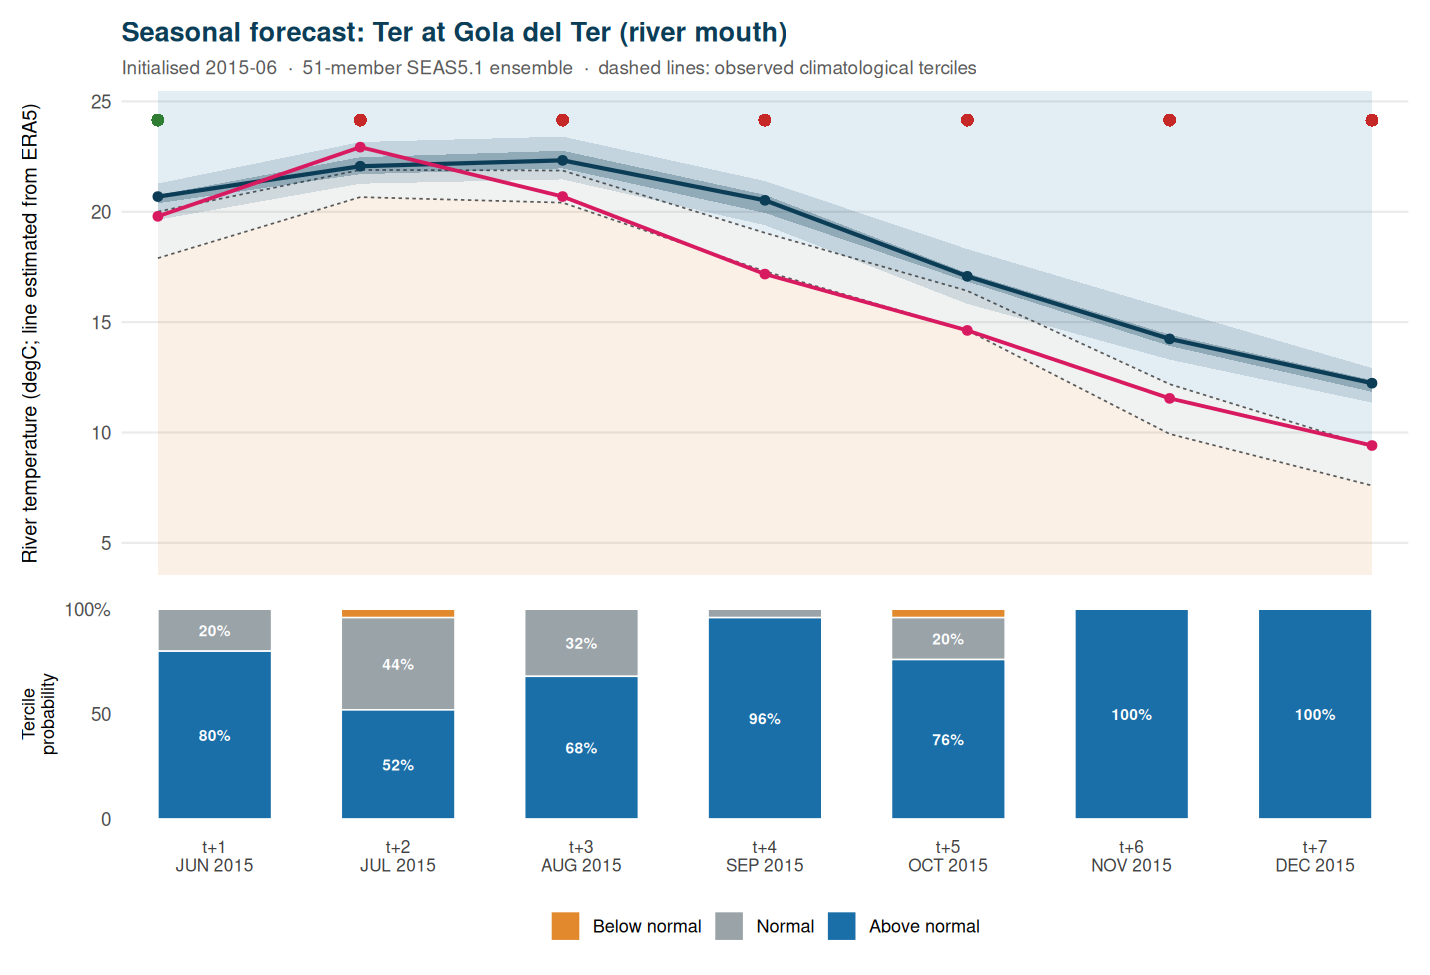 Seasonal forecast: Ter at Gola del Ter (river mouth)
Initialised 2015-06 · 51-member SEAS5.1 ensemble · dashed lines: observed climatological terciles
River temperature (degC; line estimated from ERA5)
25
20
15
10
5
Tercile
probability
100%
50
0
20%
80%
44%
52%
32%
68%
96%
20%
76%
100%
100%
t+1
JUN 2015
t+2
JUL 2015
t+3
AUG 2015
t+4
SEP 2015
t+5
OCT 2015
t+6
NOV 2015
t+7
DEC 2015
Below normal
Normal
Above normal